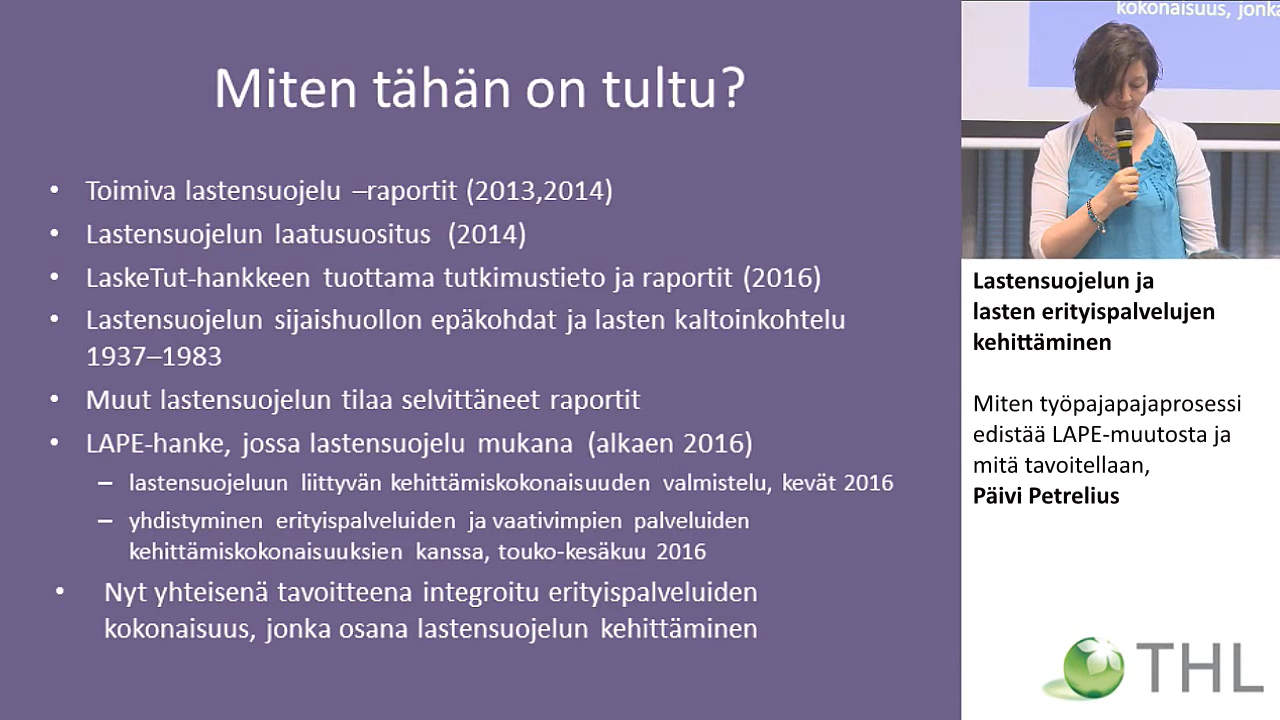 Miten tähän on tultu?
• Toimiva lastensuojelu –raportit (2013,2014)
• Lastensuojelun laatusuositus (2014)
• LaskeTut-hankkeen tuottama tutkimustieto ja raportit (2016)
• Lastensuojelun sijaishuollon epäkohdat ja lasten kaltoinkohtelu
1937–1983
• Muut lastensuojelun tilaa selvittäneet raportit
• LAPE-hanke, jossa lastensuojelu mukana (alkaen 2016)
– lastensuojeluun liittyvän kehittämiskokonaisuuden valmistelu, kevät 2016
– yhdistyminen erityispalveluiden ja vaativimpien palveluiden
kehittämiskokonaisuuksien kanssa, touko-kesäkuu 2016
• Nyt yhteisenä tavoitteena integroitu erityispalveluiden
kokonaisuus, jonka osana lastensuojelun kehittäminen
kokonaisuus, jonka
Lastensuojelun ja
lasten erityispalvelujen
kehittäminen
Miten työpajapajaprosessi
edistää LAPE-muutosta ja
mitä tavoitellaan,
Päivi Petrelius
THL